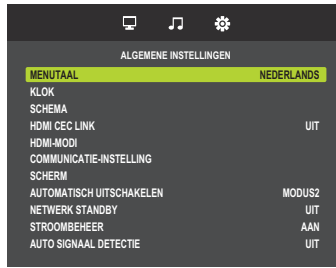 ALGEMENE INSTELLINGEN
MENUTAAL NEDERLANDS
KLOK
SCHEMA
HDMI CEC LINK UIT
HDMI-MODI
COMMUNICATIE-INSTELLING
SCHERM
AUTOMATISCH UITSCHAKELEN MODUS2
NETWERK STANDBY UIT
STROOMBEHEER AAN
AUTO SIGNAAL DETECTIE UIT